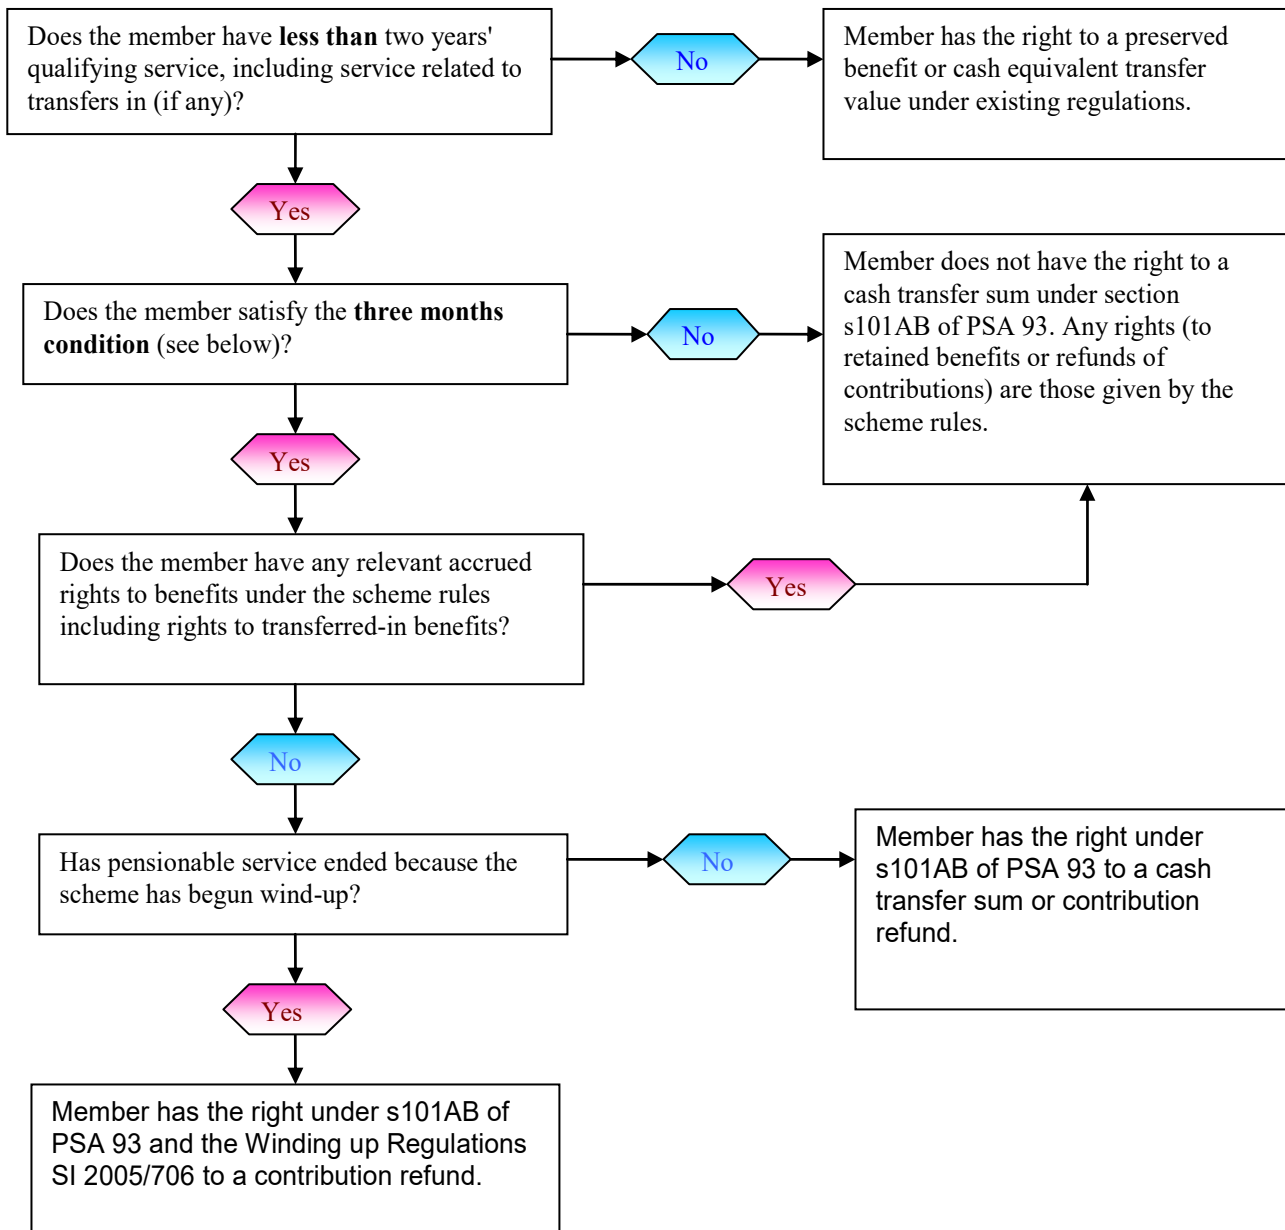 Does the member have less than two years'
qualifying service, including service related to
transfers in (if any)?
No
Member has the right to a preserved
benefit or cash equivalent transfer
value under existing regulations.
Yes
Does the member satisfy the three months
condition (see below)?
No
Member does not have the right to a
cash transfer sum under section
s101AB of PSA 93. Any rights (to
retained benefits or refunds of
contributions) are those given by the
scheme rules.
Yes
Does the member have any relevant accrued
rights to benefits under the scheme rules
including rights to transferred-in benefits?
Yes
No
Has pensionable service ended because the
scheme has begun wind-up?
No
Member has the right under
s101AB of PSA 93 to a cash
transfer sum or contribution
refund.
Yes
Member has the right under s101AB of
PSA 93 and the Winding up Regulations
SI 2005/706 to a contribution refund.